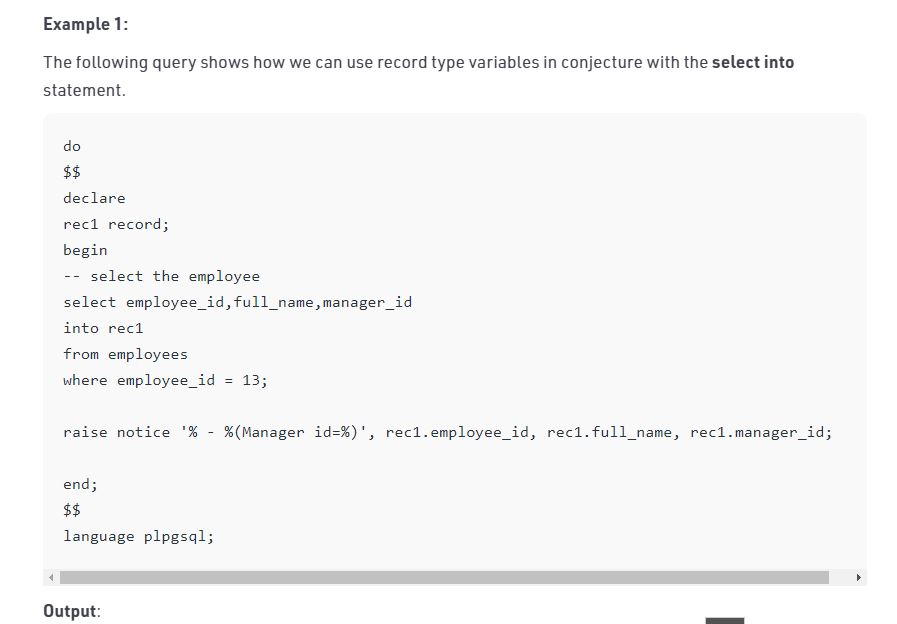 Example 1:
The following query shows how we can use record type variables in conjecture with the select into
statement.
do
$$
declare
rec1 record;
begin
-- select the employee
select employee_id,full_name,manager_id
into rec1
from employees
where employee_id = 13;
raise notice '% - %(Manager id=%)', rec1.employee_id, rec1.full_name, rec1.manager_id;
end;
$$
language plpgsql;
Output: